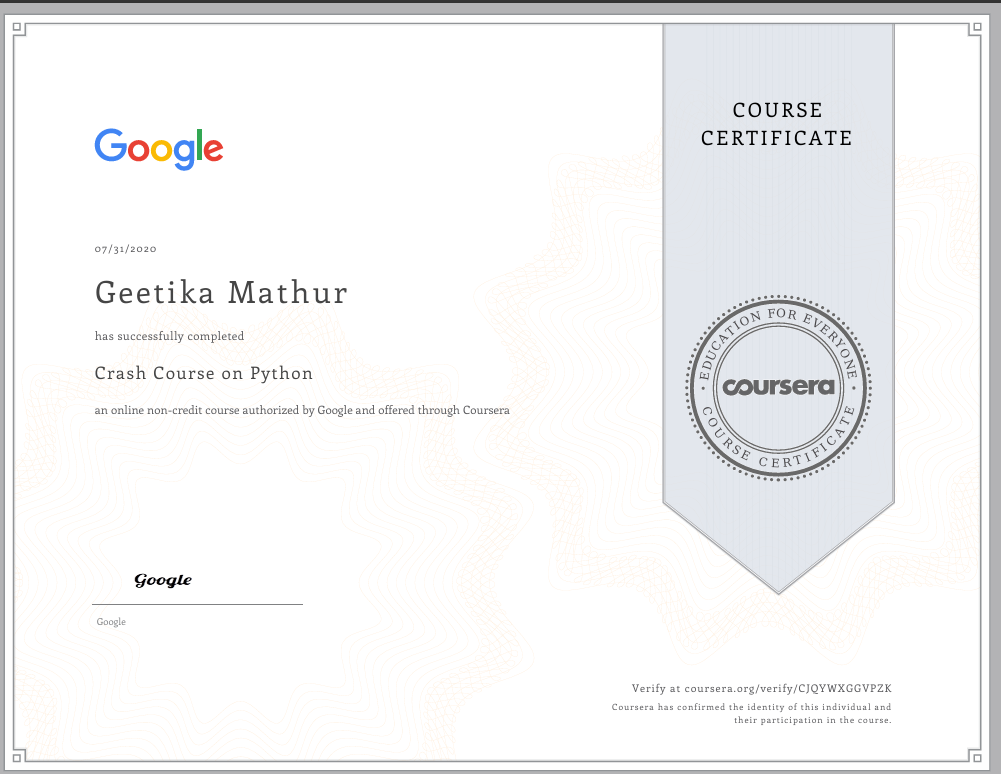 Google
07/31/2020
Geetika Mathur
has successfully completed
Crash Course on Python
an online non-credit course authorized by Google and offered through Coursera
Google
Google
COURSE
CERTIFICATE
EDUCATION FOR EVERYONE
coursera
COURSE CERTIFICATE
Verify at coursera.org/verify/CJQYWXGGVPZK
Coursera has confirmed the identity of this individual and
their participation in the course.